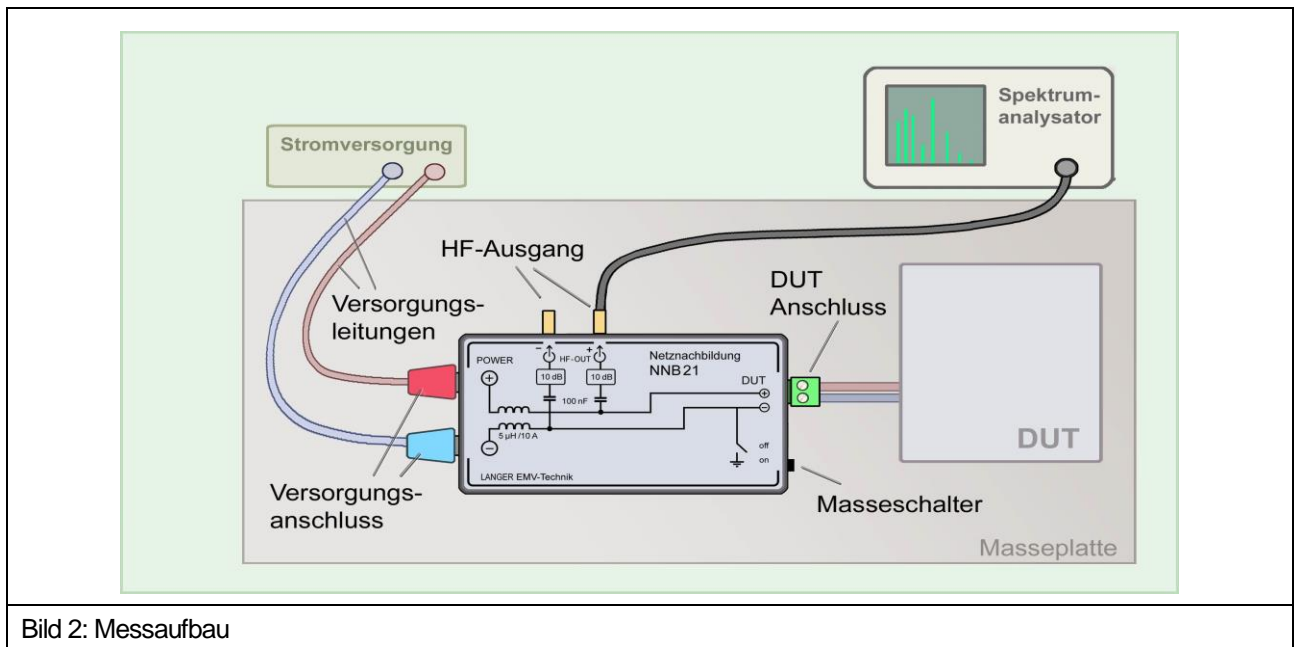 Spektrum-
analysator
Stromversorgung
HF-Ausgang
DUT
Anschluss
Versorgungs-
leitungen
POWER
− HF-OUT +
10 dB 10 dB
100 nF
5 µH /10 A
Netznachbildung
NNB 21
DUT
off
on
LANGER EMV-Technik
DUT
Versorgungs-
anschluss
Masseschalter
Masseplatte
Bild 2: Messaufbau